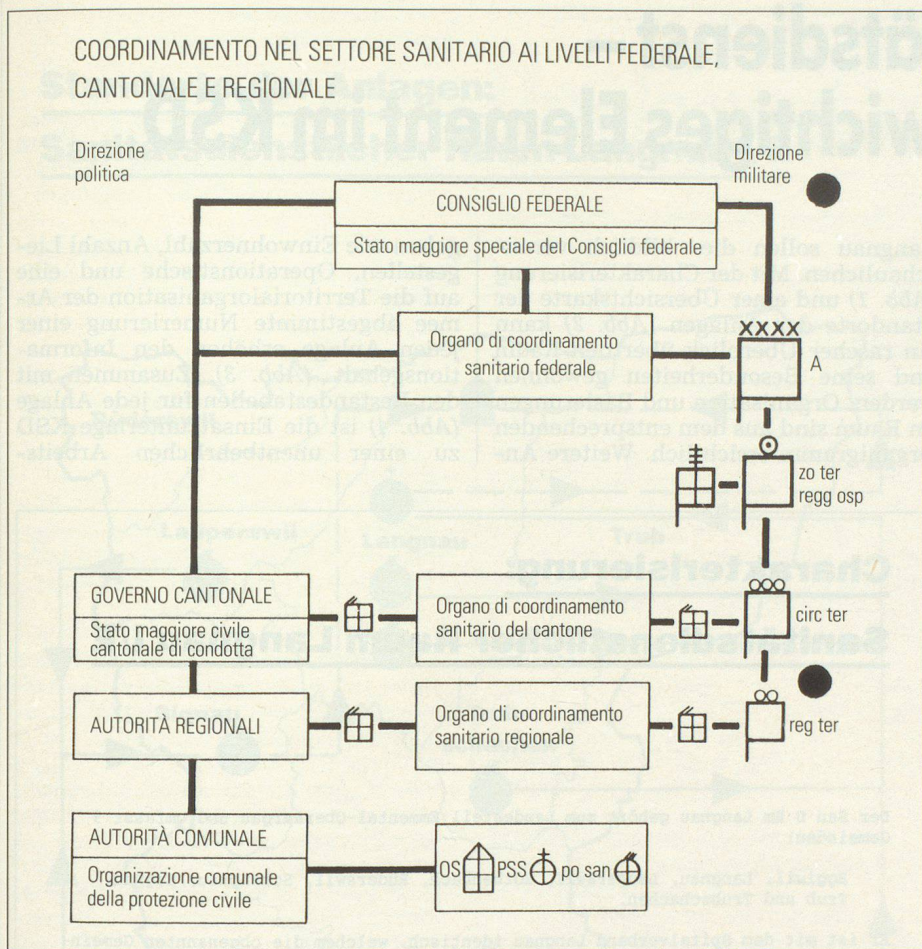 COORDINAMENTO NEL SETTORE SANITARIO AI LIVELLI FEDERALE,
CANTONALE E REGIONALE
Direzione
politica
Direzione
militare
CONSIGLIO FEDERALE
Stato maggiore speciale del Consiglio federale
Organo di coordinamento
sanitario federale
XXXX
A
zo ter
regg osp
GOVERNO CANTONALE
Stato maggiore civile
cantonale di condotta
Organo di coordinamento
sanitario del cantone
circ ter
AUTORITÀ REGIONALI
Organo di coordinamento
sanitario regionale
reg ter
AUTORITÀ COMUNALE
Organizzazione comunale
della protezione civile
OS PSS po san